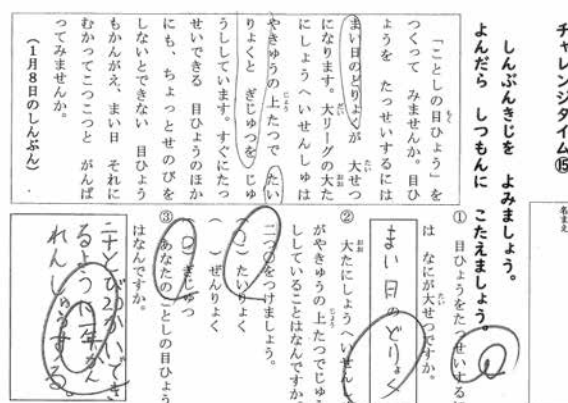 チャレンジタイム⑮
名まえ
しんぶんきじを よみましょう。
よんだら しつもんに こたえましょう。
「ことしの目ひょう」を
つくって みませんか。目ひ
ょうを たっせいするには
まい日のどりょくが 大せつ
になります。大リーグの大た
にしょうへいせんしゅは
やきゅうの上たつで たい
りょくと ぎじゅつを じゅ
うししています。すぐにたっ
せいできる 目ひょうのほか
にも、ちょっとせのびを
しないとできない 目ひょう
もかんがえ、まい日 それに
むかってこつこつと がんば
ってみませんか。
(1月8日のしんぶん)
① 目ひょうをたっせいするに
は なにが大せつですか。
まい日のどりょく
② 大たにしょうへいせんし
がやきゅうの上たつでじゅう
ししていることはなんですか。
二つ○をつけましょう。
(○)たいりょく
( )ぜんりょく
(○)ぎじゅつ
③ あなたのことしの目ひょう
はなんですか。
二十とび20かいでき
るように一年かん
れんしゅうする。